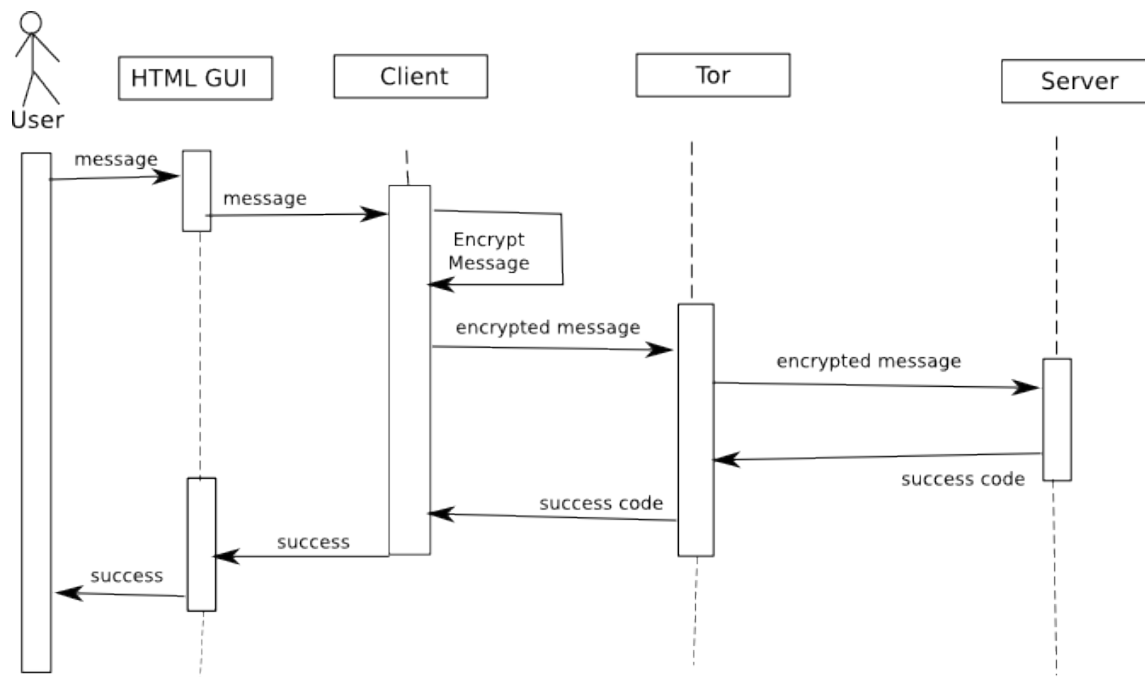 User
HTML GUI
Client
Tor
Server
message
message
Encrypt
Message
encrypted message
encrypted message
success code
success code
success
success